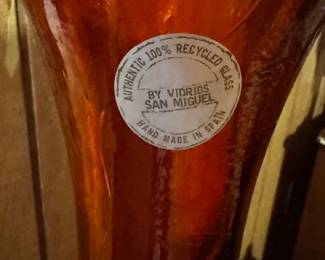 AUTHENTIC 100% RECYCLED GLASS
BY VIDRIOS
SAN MIGUEL
HAND MADE IN SPAIN